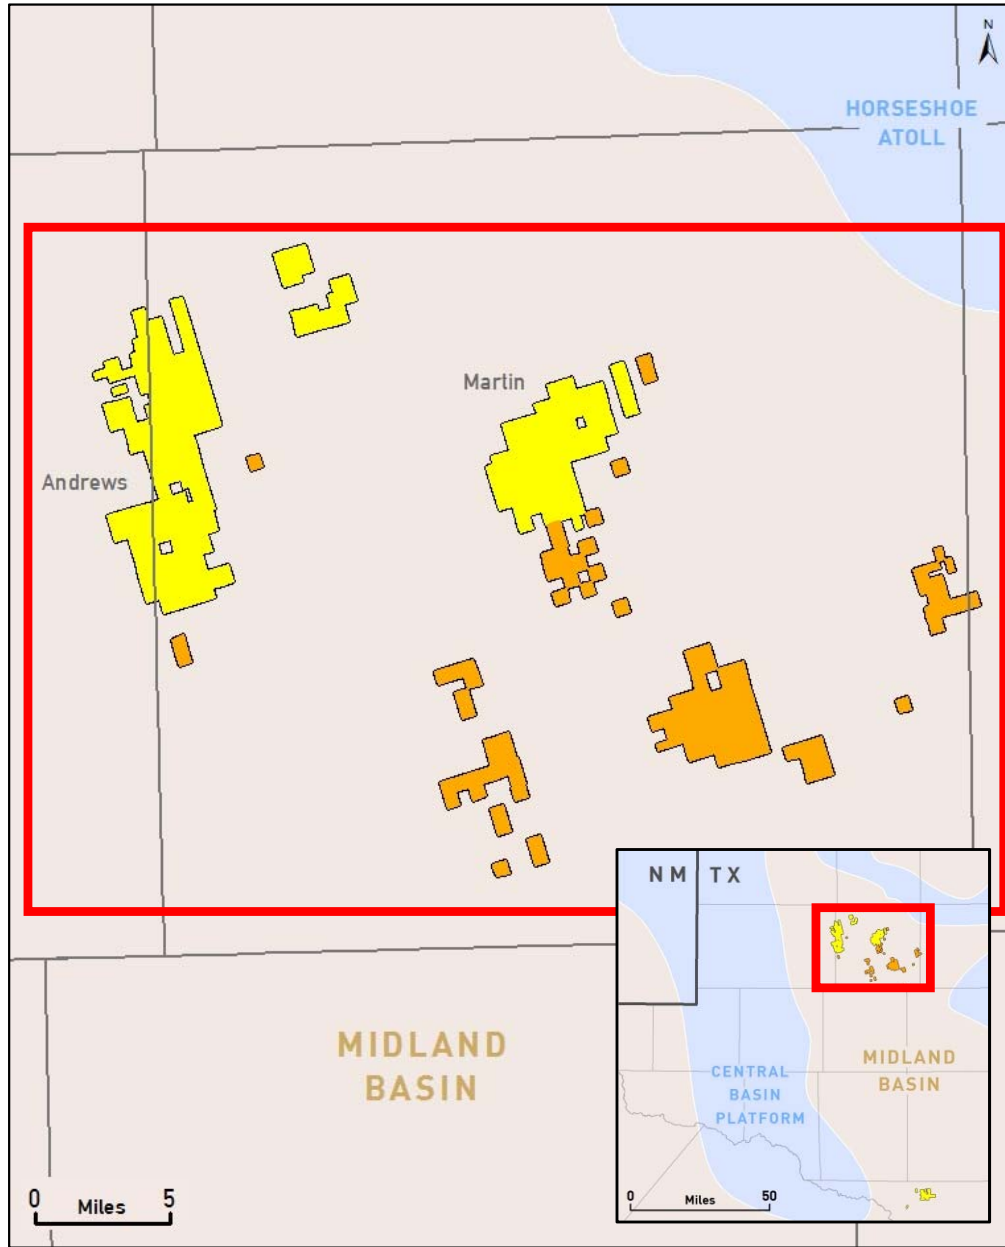 N
HORSESHOE
ATOLL
Martin
Andrews
MIDLAND
BASIN
0 5
Miles
NM TX
CENTRAL
BASIN
PLATFORM
MIDLAND
BASIN
0 50
Miles